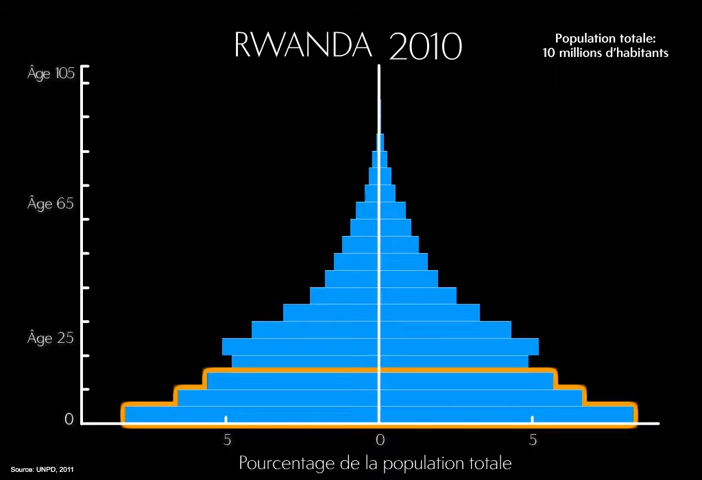 RWANDA 2010
Population totale:
10 millions d'habitants
Âge 105
Âge 65
Âge 25
0
5 0 5
Pourcentage de la population totale
Source: UNPD, 2011